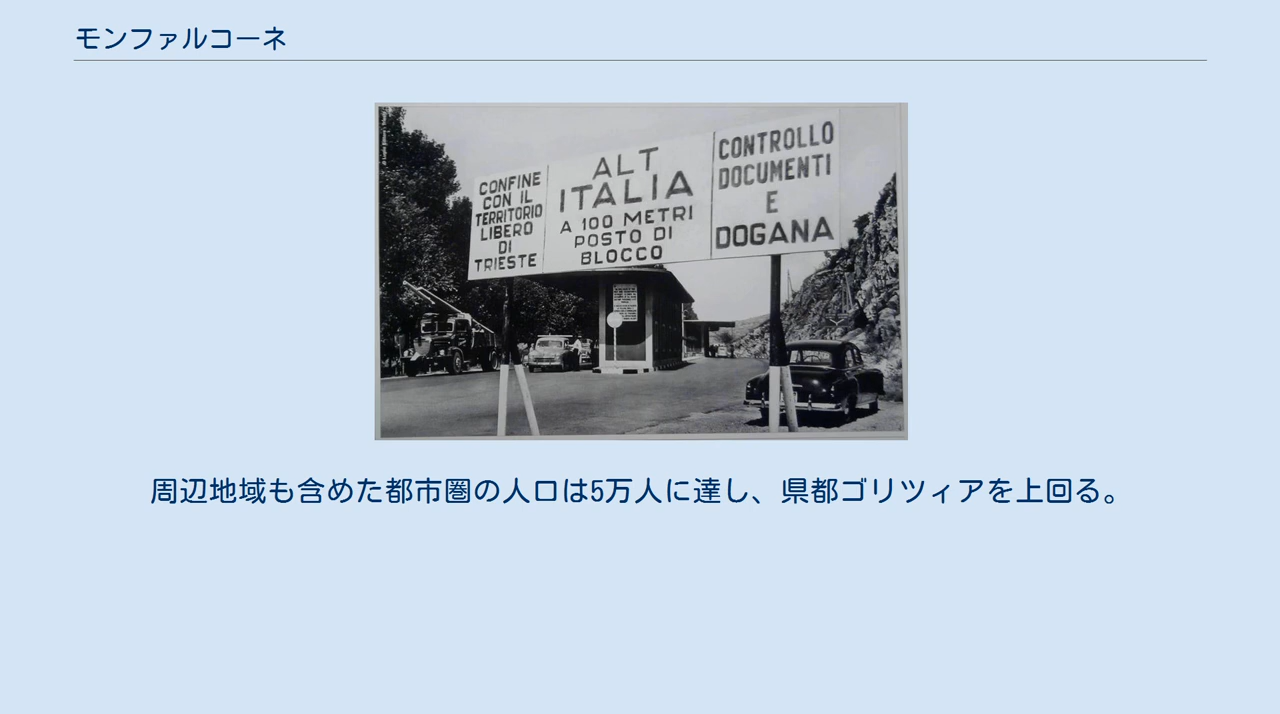 モンファルコーネ
CONFINE
CON IL
TERRITORIO
LIBERO
DI
TRIESTE
ALT
ITALIA
A 100 METRI
POSTO DI
BLOCCO
CONTROLLO
DOCUMENTI
E
DOGANA
周辺地域も含めた都市圏の人口は5万人に達し、県都ゴリツィアを上回る。